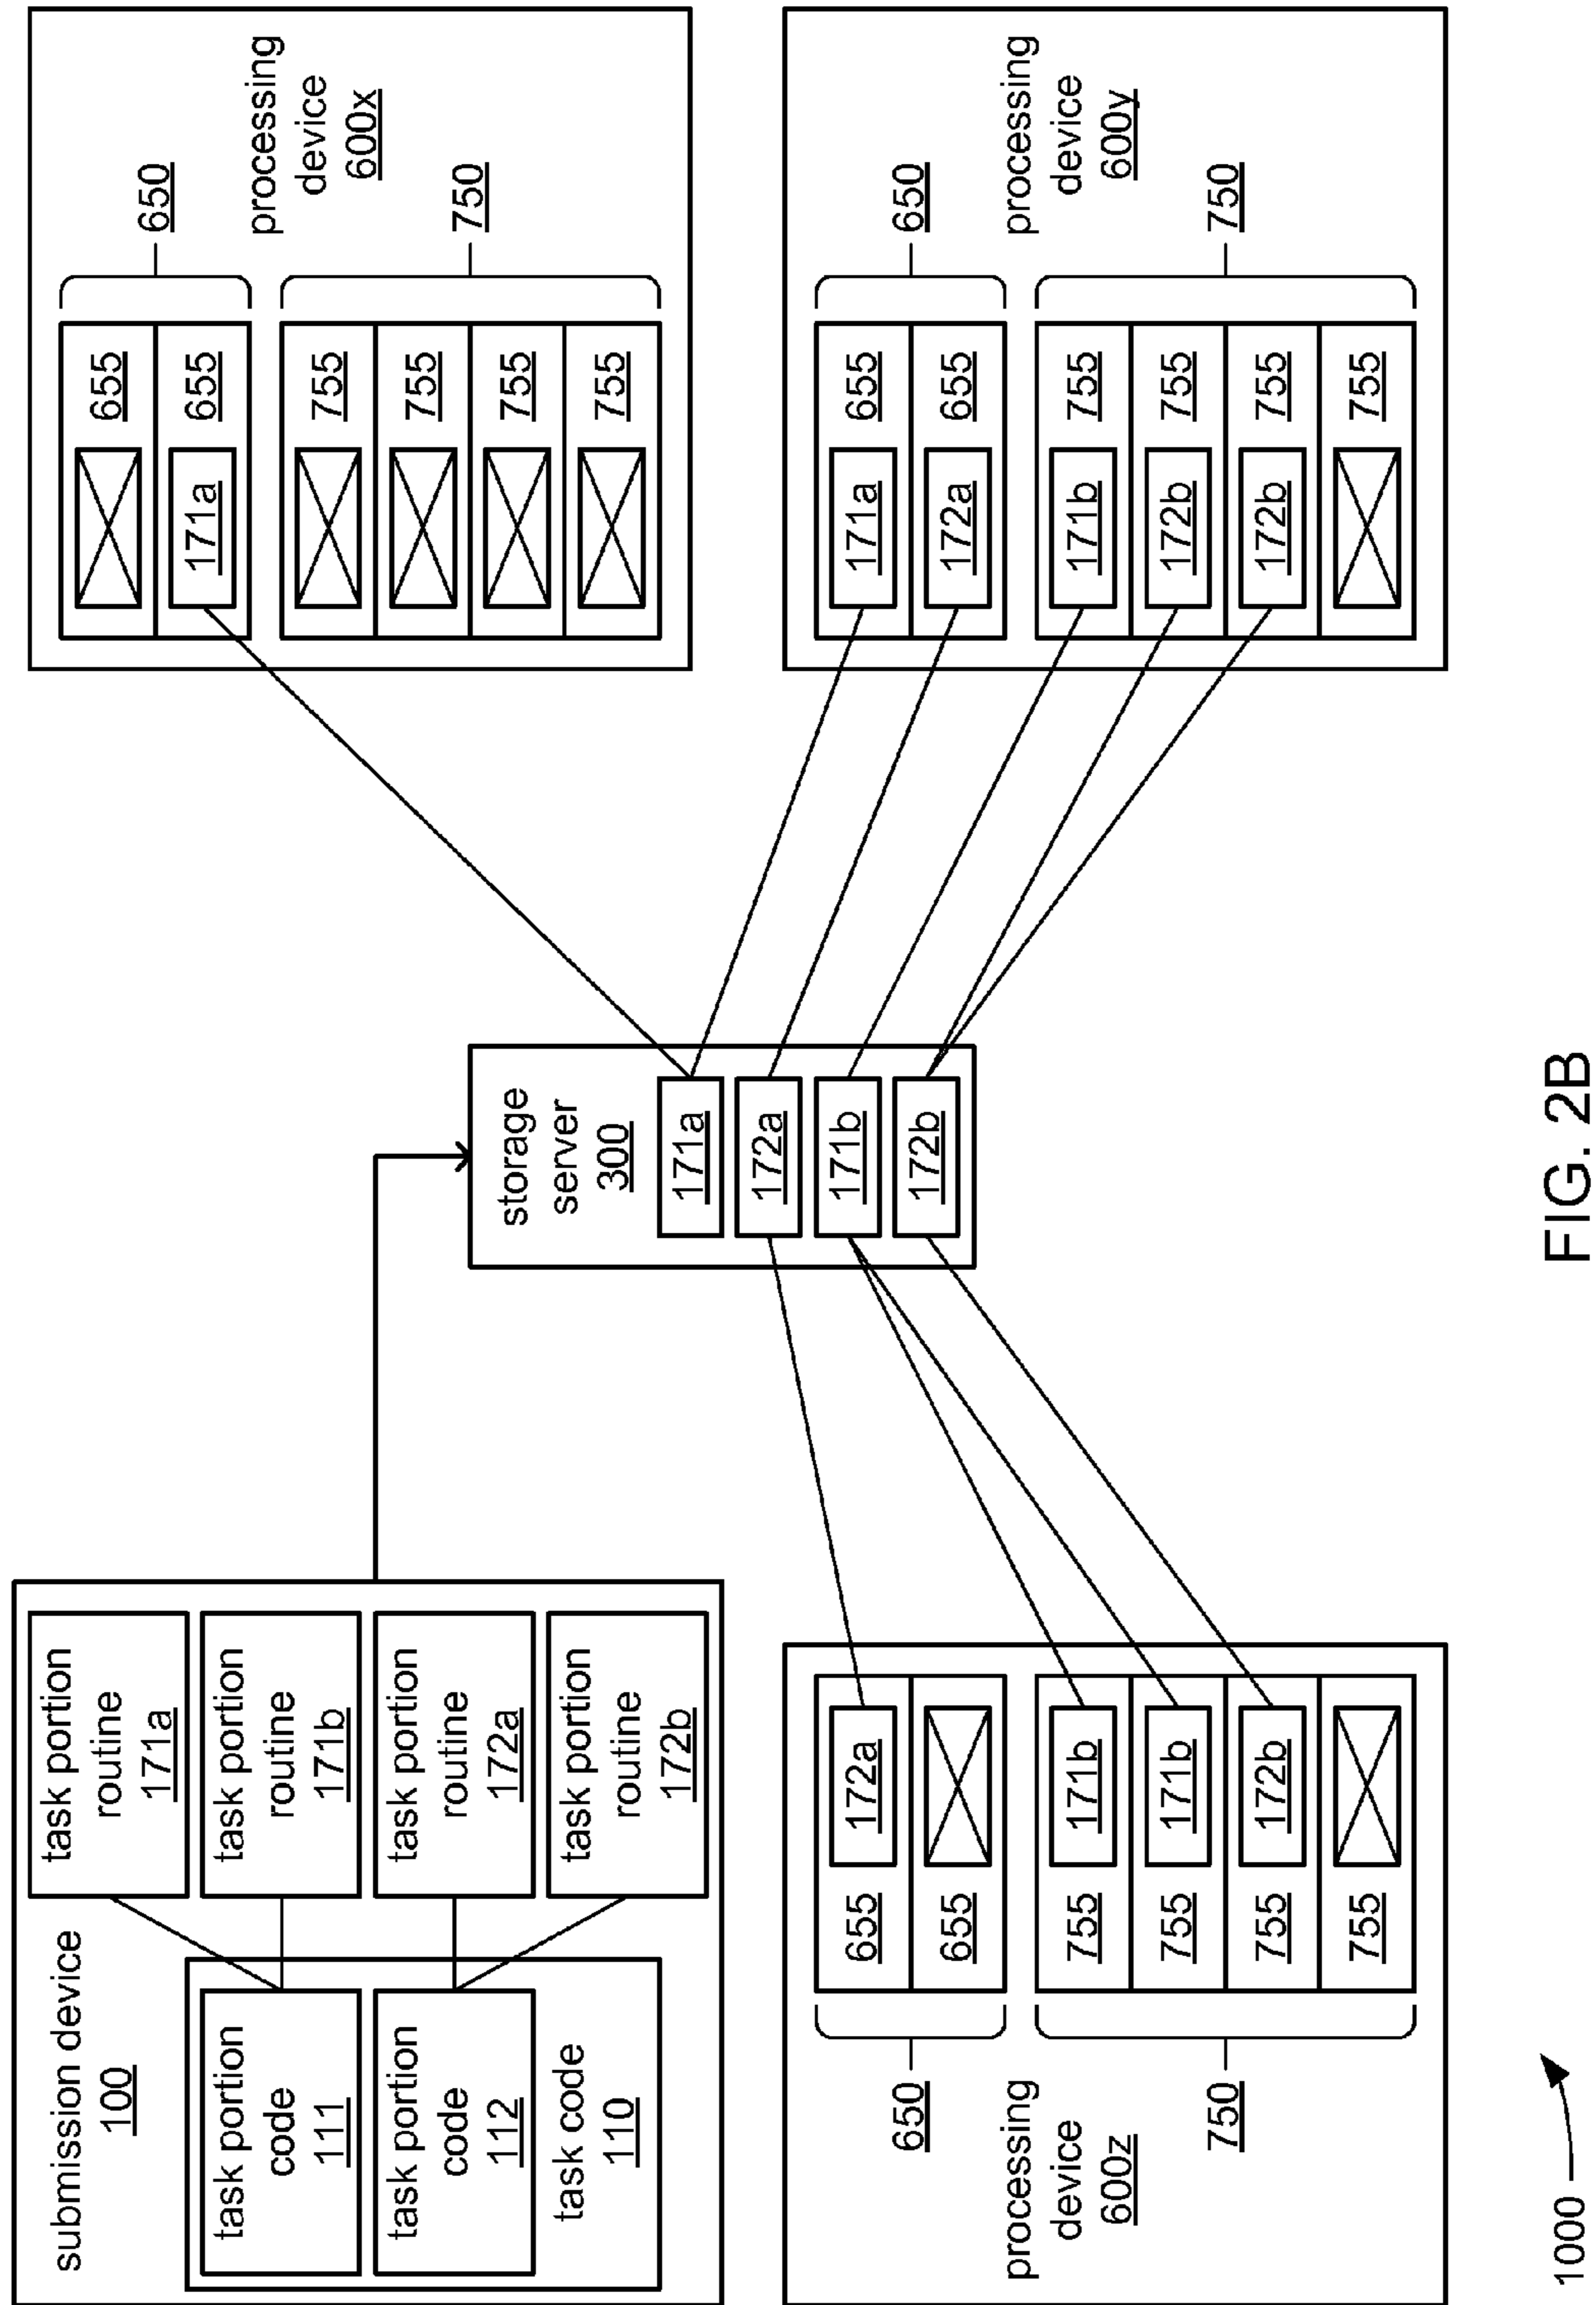 submission device
100
task portion
code
111
task portion
code
112
task code
110
task portion
routine
171a
task portion
routine
171b
task portion
routine
172a
task portion
routine
172b
storage
server
300
171a
172a
171b
172b
655
171a
655
755
755
755
755
650
750
processing
device
600x
171a
655
172a
655
171b
755
172b
755
172b
755
755
650
750
processing
device
600y
processing
device
600z
650
750
655
172a
655
755
171b
755
171b
755
172b
755
1000
FIG. 2B